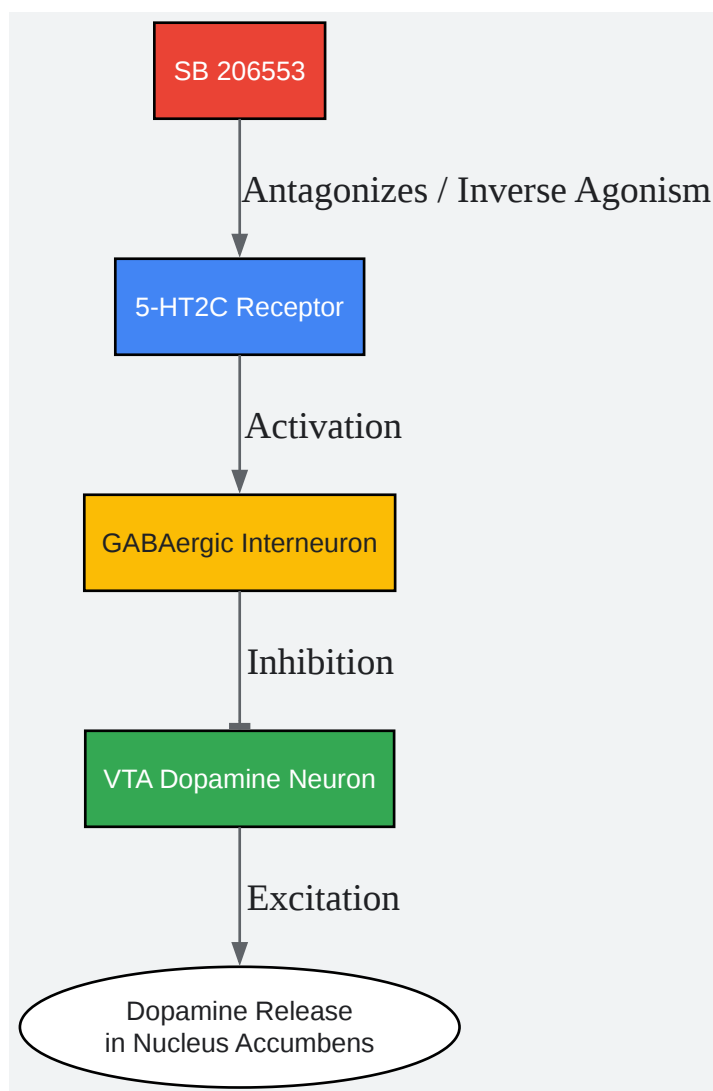 SB 206553
Antagonizes / Inverse Agonism
5-HT2C Receptor
Activation
GABAergic Interneuron
Inhibition
VTA Dopamine Neuron
Excitation
Dopamine Release
in Nucleus Accumbens